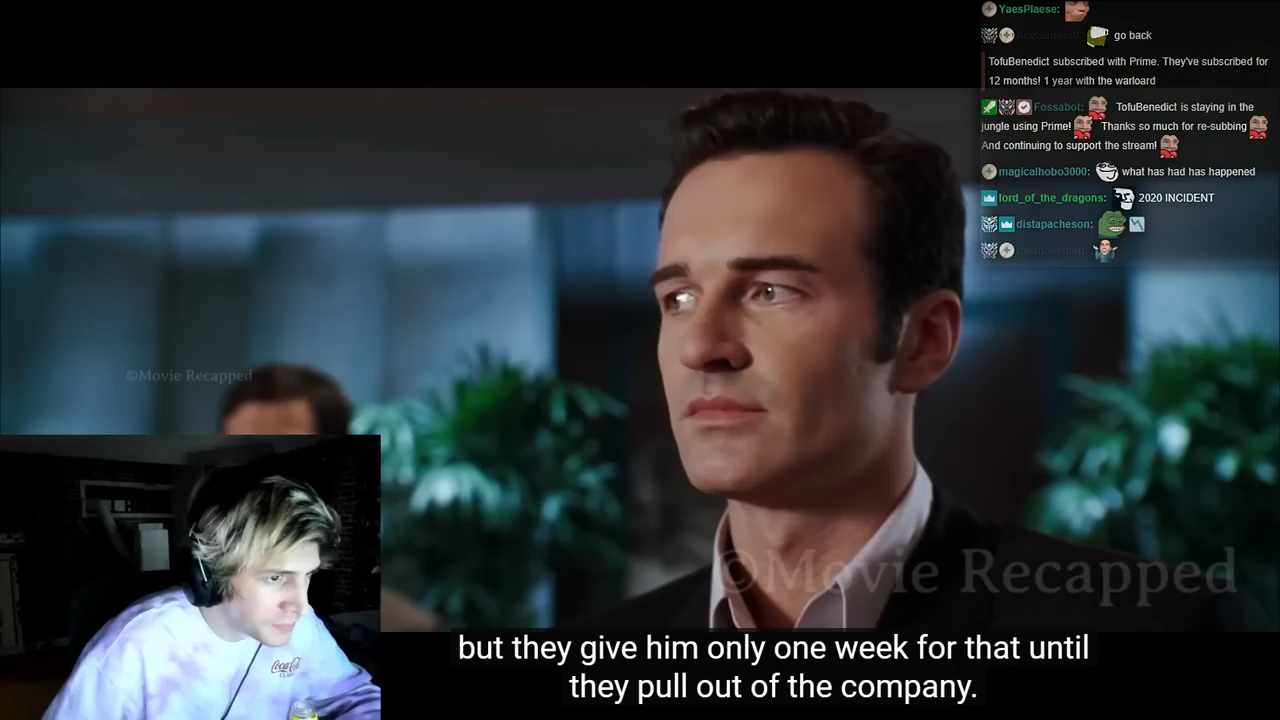 YaesPlaese:
go back
TofuBenedict subscribed with Prime. They've subscribed for
12 months! 1 year with the warloard
Fossabot: TofuBenedict is staying in the
jungle using Prime! Thanks so much for re-subbing
And continuing to support the stream!
magicalhobo3000: what has had has happened
lord_of_the_dragons: 2020 INCIDENT
distapacheson:
©Movie Recapped
©Movie Recapped
Coca-Cola
but they give him only one week for that until
they pull out of the company.